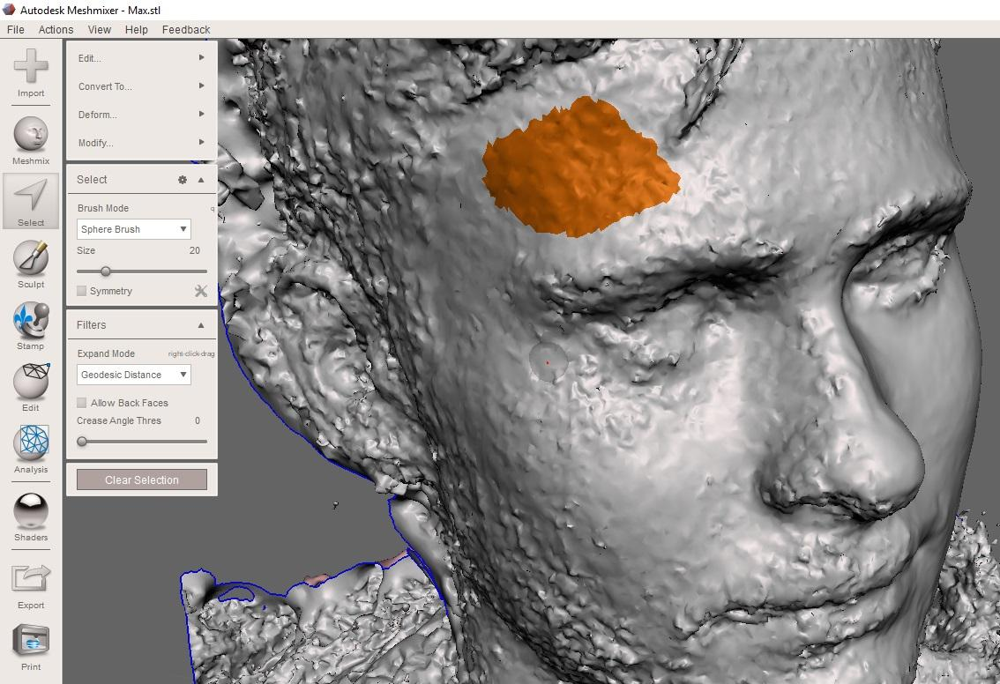 Autodesk Meshmixer - Max.stl
File Actions View Help Feedback
Import
Meshmix
Select
Sculpt
Stamp
Edit
Analysis
Shaders
Export
Print
Edit...
Convert To...
Deform...
Modify...
Select
Brush Mode q
Sphere Brush
Size 20
Symmetry
Filters
Expand Mode right-click-drag
Geodesic Distance
Allow Back Faces
Crease Angle Thres 0
Clear Selection